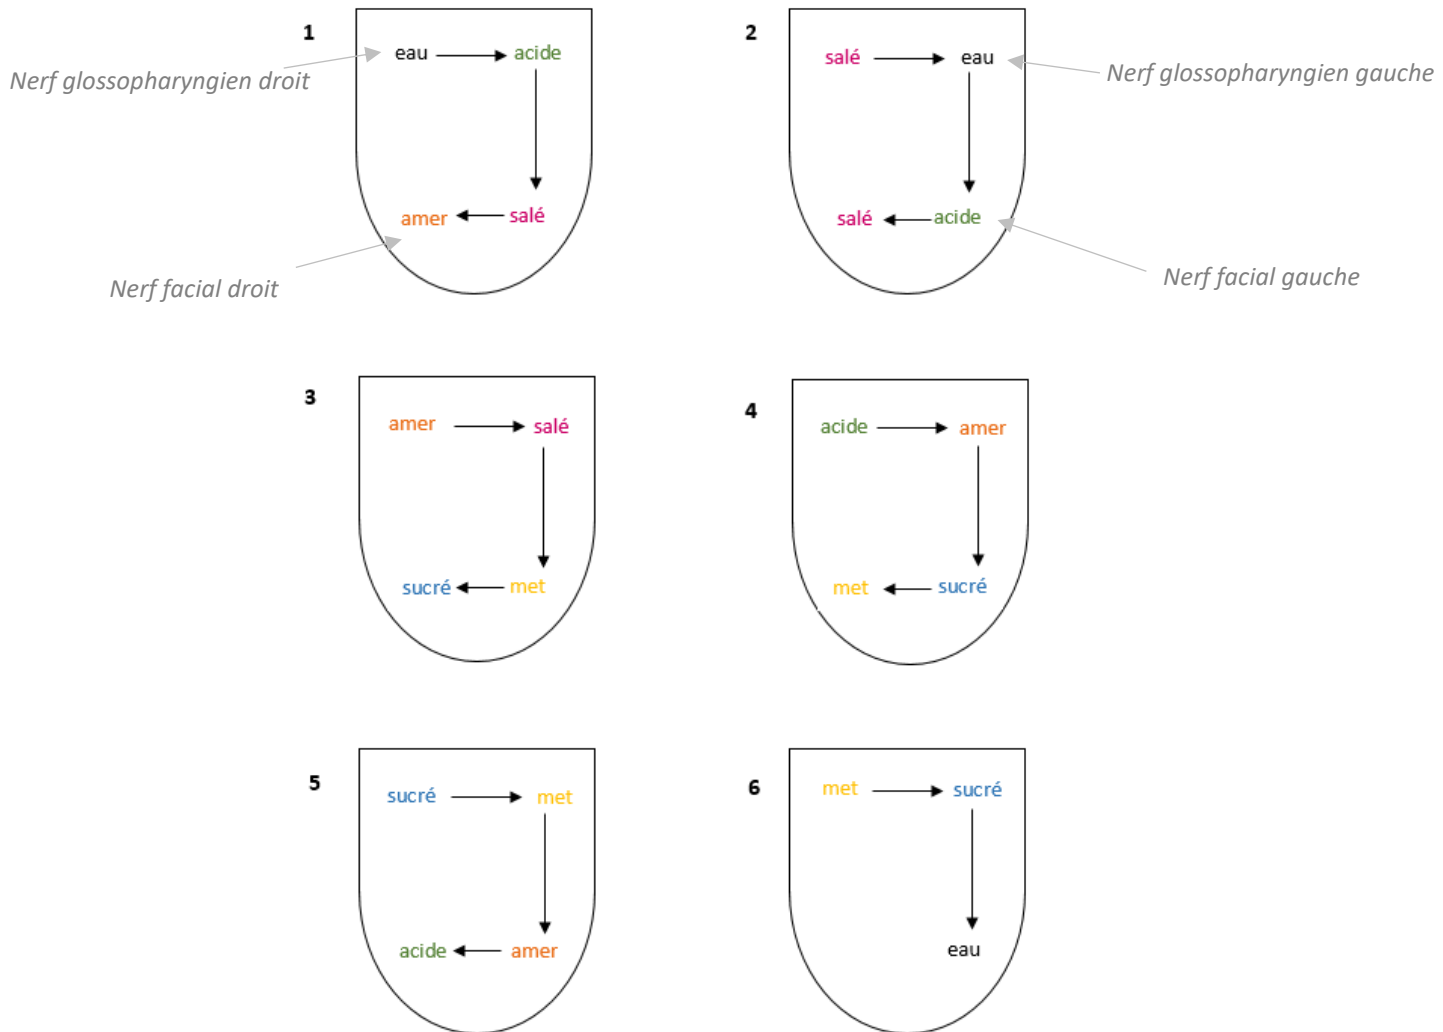 1
eau
acide
Nerf glossopharyngien droit
amer
salé
Nerf facial droit
2
salé
eau
Nerf glossopharyngien gauche
salé
acide
Nerf facial gauche
3
amer
salé
sucré
met
4
acide
amer
met
sucré
5
sucré
met
acide
amer
6
met
sucré
eau